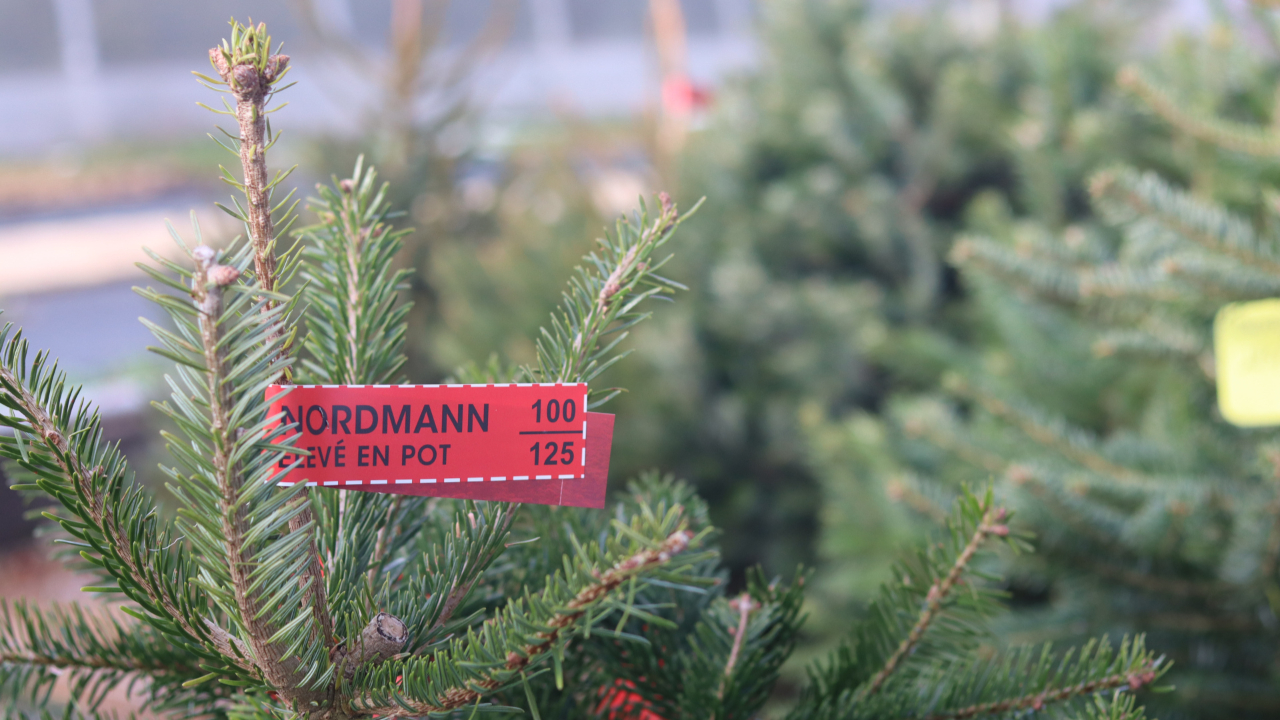 NORDMANN 100
ÉLEVÉ EN POT 125